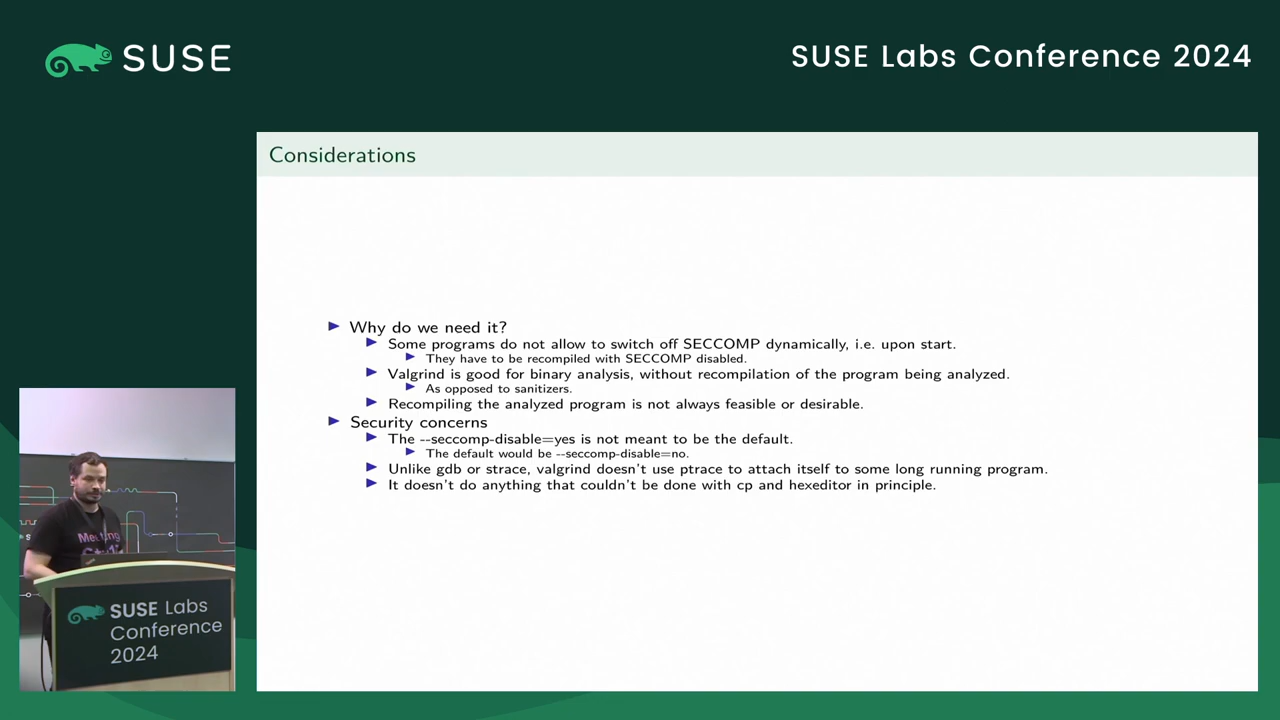 SUSE
SUSE Labs Conference 2024
Considerations
Why do we need it?
Some programs do not allow to switch off SECCOMP dynamically, i.e. upon start.
They have to be recompiled with SECCOMP disabled.
Valgrind is good for binary analysis, without recompilation of the program being analyzed.
As opposed to sanitizers.
Recompiling the analyzed program is not always feasible or desirable.
Security concerns
The --seccomp-disable=yes is not meant to be the default.
The default would be --seccomp-disable=no.
Unlike gdb or strace, valgrind doesn't use ptrace to attach itself to some long running program.
It doesn't do anything that couldn't be done with cp and hexeditor in principle.
SUSE Labs
Conference
2024